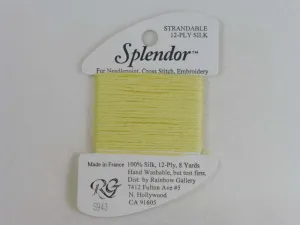 STRANDABLE
12-PLY SILK
Splendor™
For Needlepoint, Cross Stitch, Embroidery
Made in France
RG
S943
100% Silk, 12-Ply, 8 Yards
Hand Washable, but test first.
Dist. by Rainbow Gallery
7412 Fulton Ave #5
N. Hollywood
CA 91605